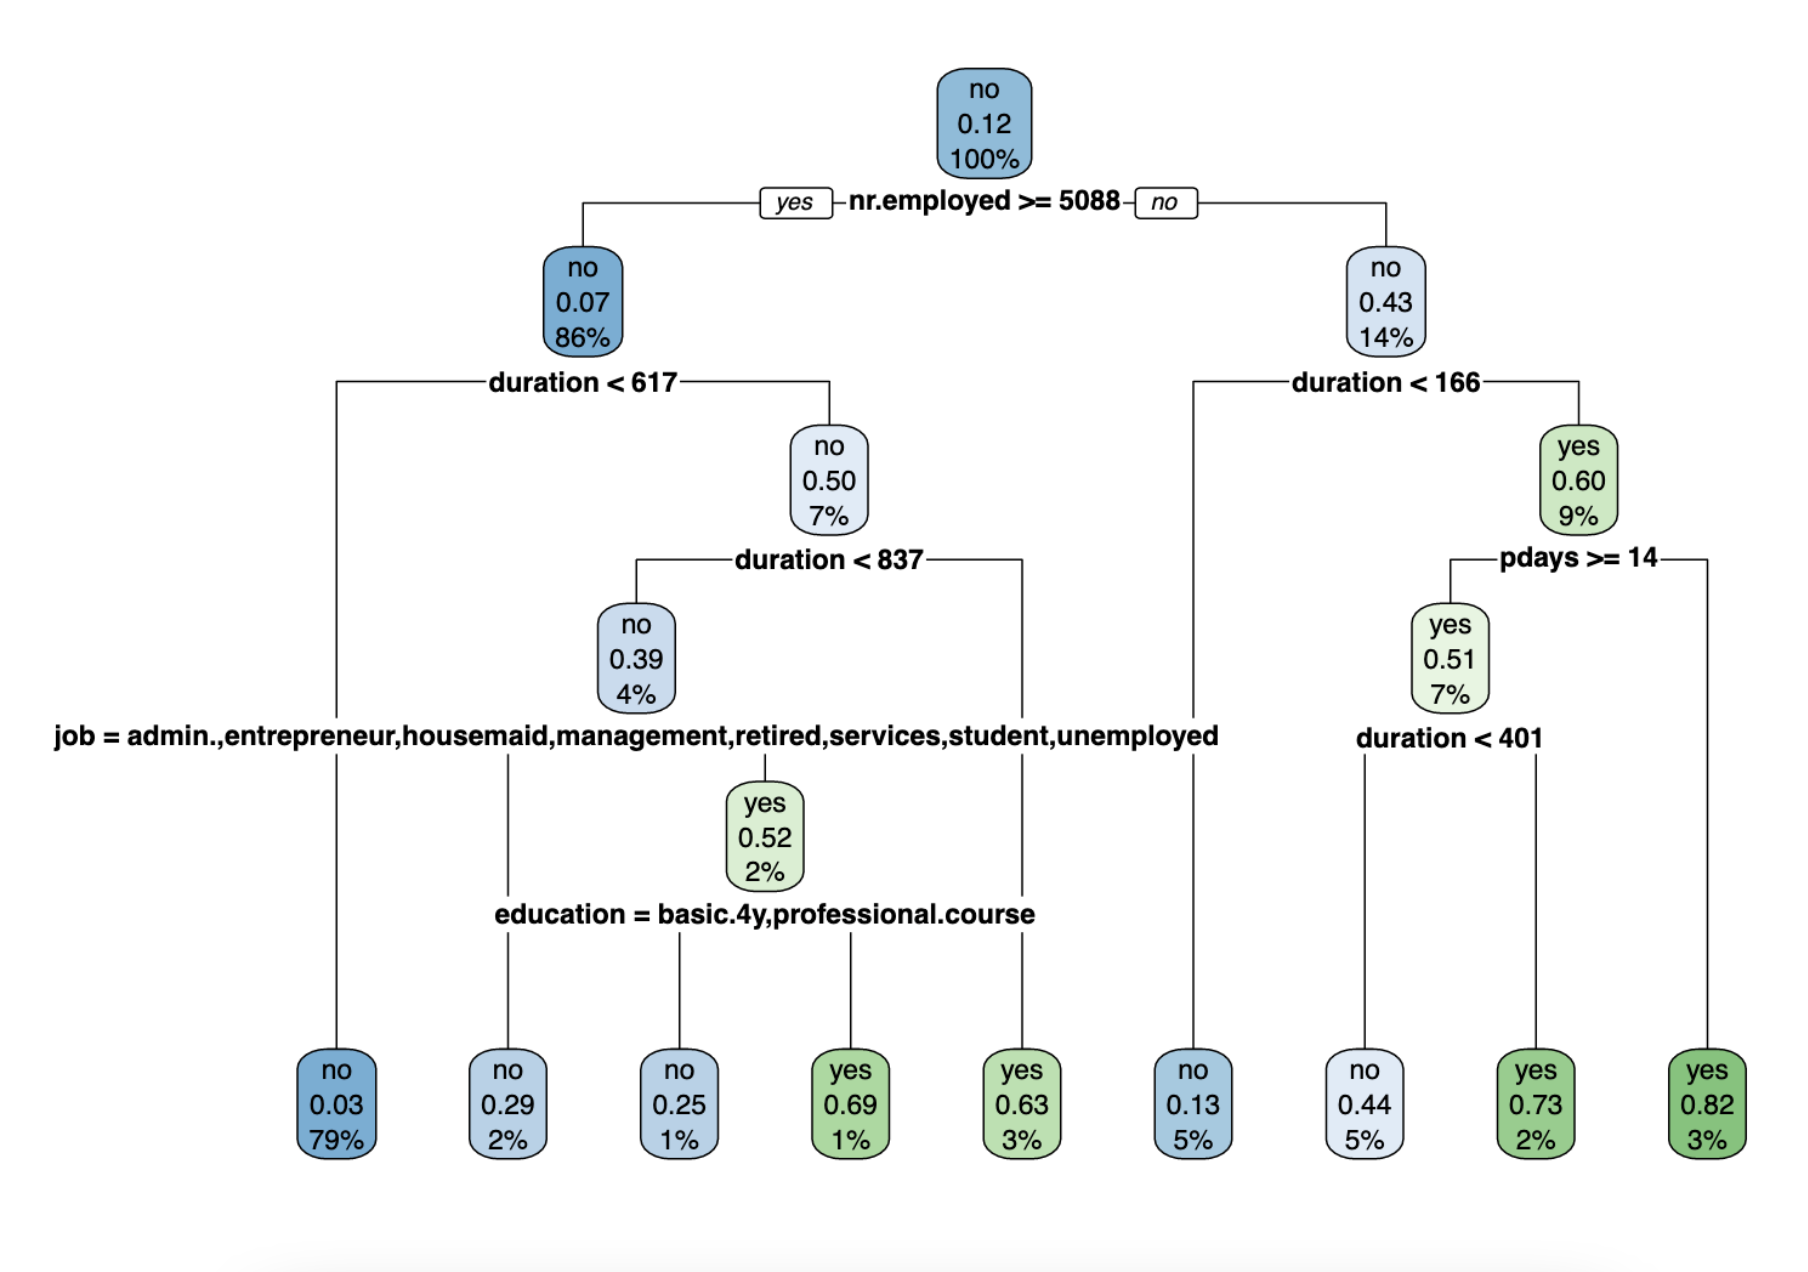 no
0.12
100%
yes nr.employed >= 5088 no
no
0.07
86%
no
0.43
14%
duration < 617
duration < 166
no
0.50
7%
yes
0.60
9%
duration < 837
pdays >= 14
no
0.39
4%
yes
0.51
7%
job = admin.,entrepreneur,housemaid,management,retired,services,student,unemployed
duration < 401
yes
0.52
2%
education = basic.4y,professional.course
no
0.03
79%
no
0.29
2%
no
0.25
1%
yes
0.69
1%
yes
0.63
3%
no
0.13
5%
no
0.44
5%
yes
0.73
2%
yes
0.82
3%